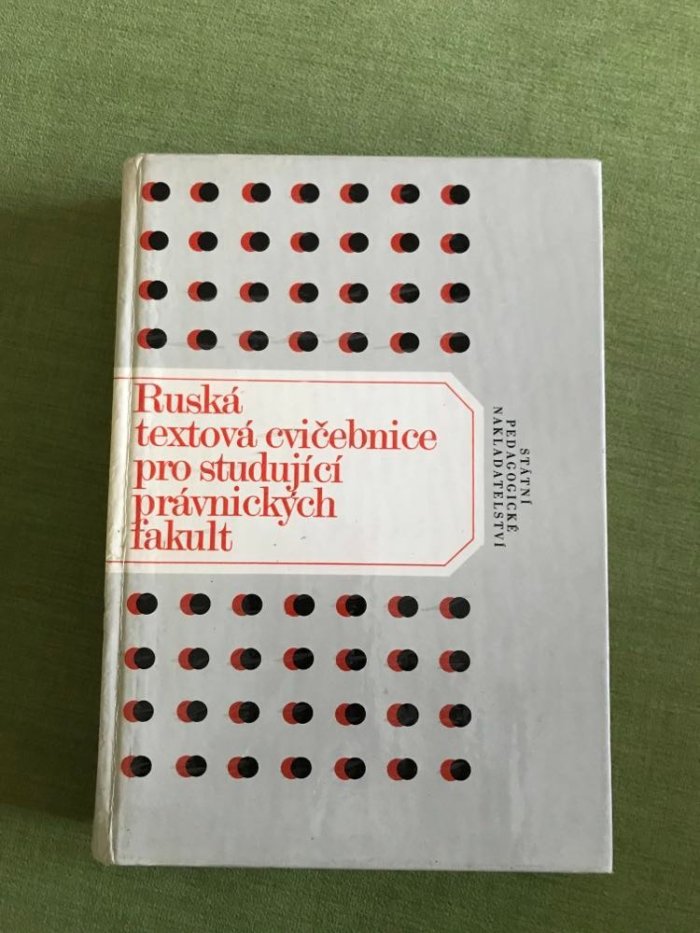 Ruská
textová cvičebnice
pro studující
právnických
fakult
STÁTNÍ
PEDAGOGICKÉ
NAKLADATELSTVÍ